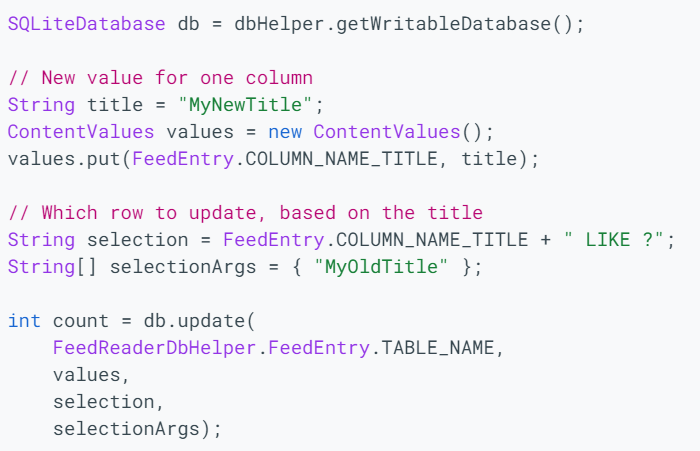 SQLiteDatabase db = dbHelper.getWritableDatabase();
// New value for one column
String title = "MyNewTitle";
ContentValues values = new ContentValues();
values.put(FeedEntry.COLUMN_NAME_TITLE, title);
// Which row to update, based on the title
String selection = FeedEntry.COLUMN_NAME_TITLE + " LIKE ?";
String[] selectionArgs = { "MyOldTitle" };
int count = db.update(
    FeedReaderDbHelper.FeedEntry.TABLE_NAME,
    values,
    selection,
    selectionArgs);